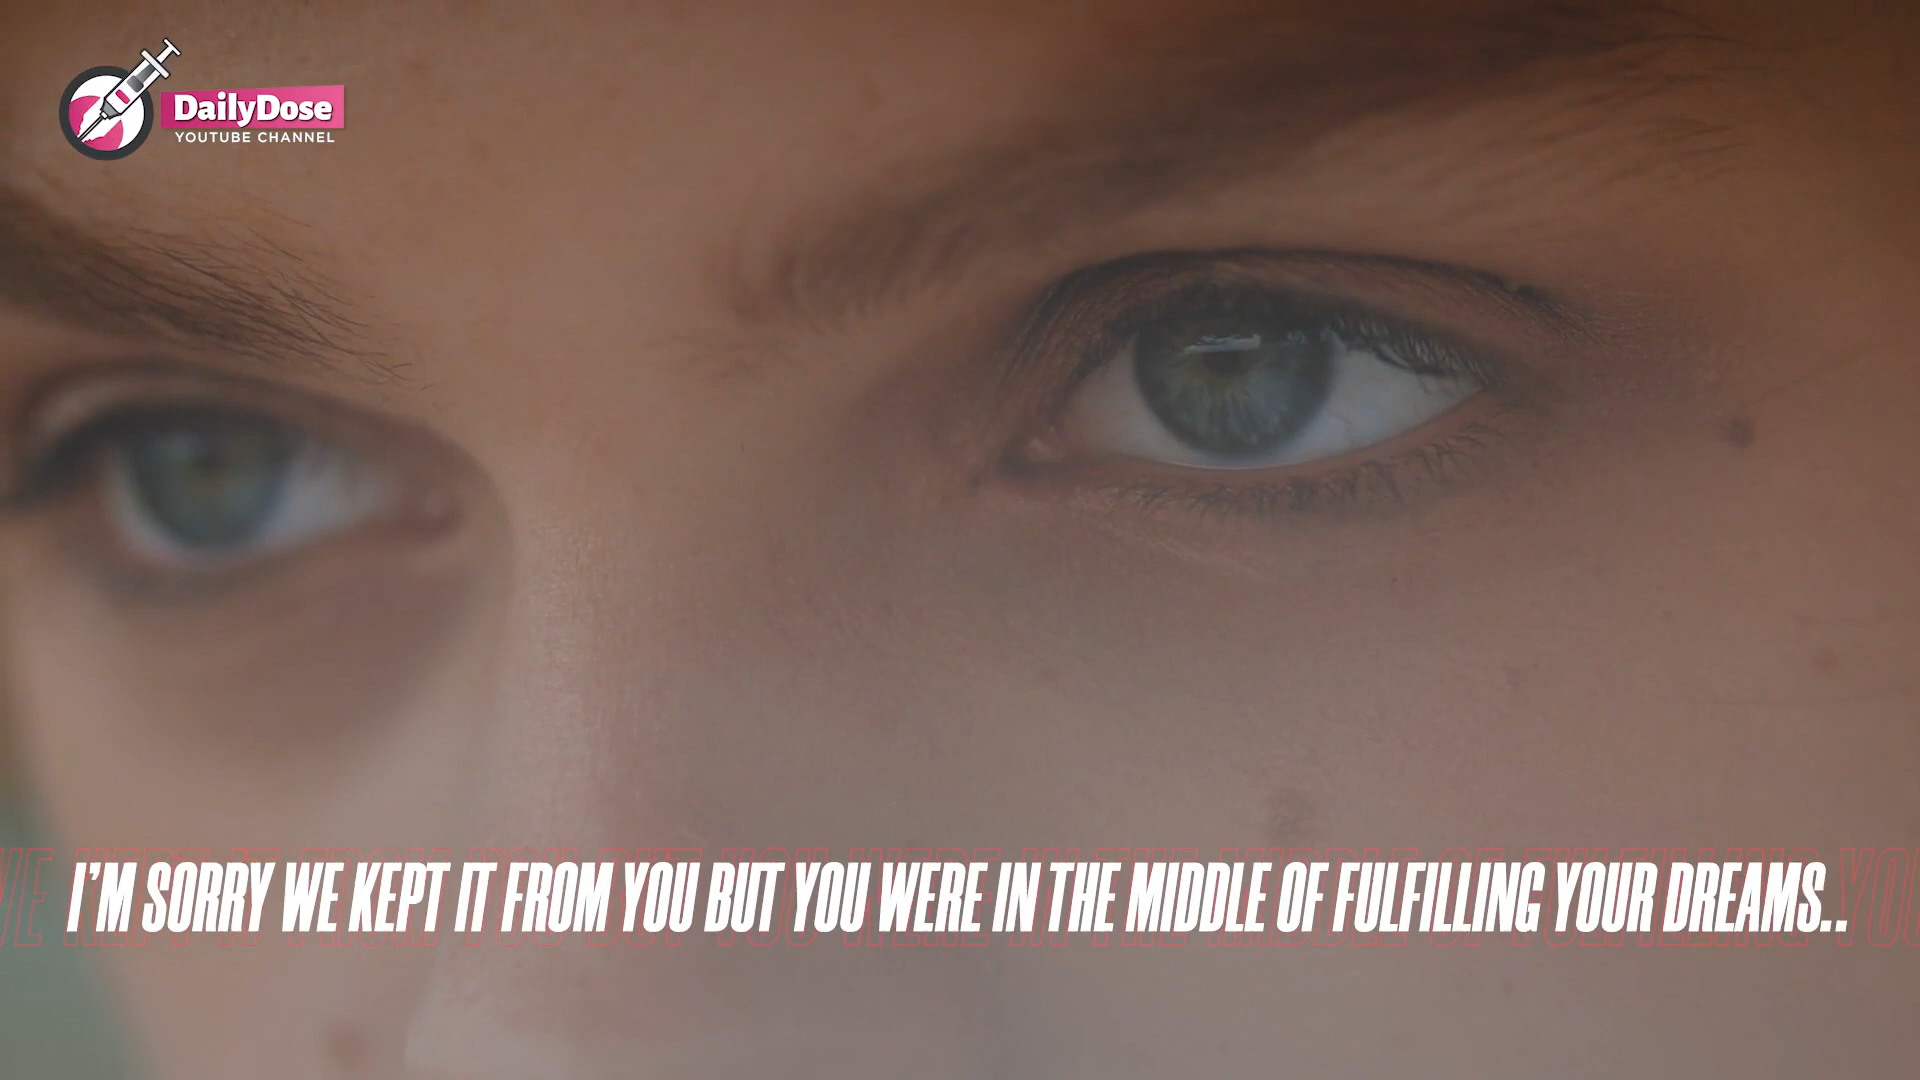 DailyDose
YOUTUBE CHANNEL
I'M SORRY WE KEPT IT FROM YOU BUT YOU WERE IN THE MIDDLE OF FULFILLING YOUR DREAMS..